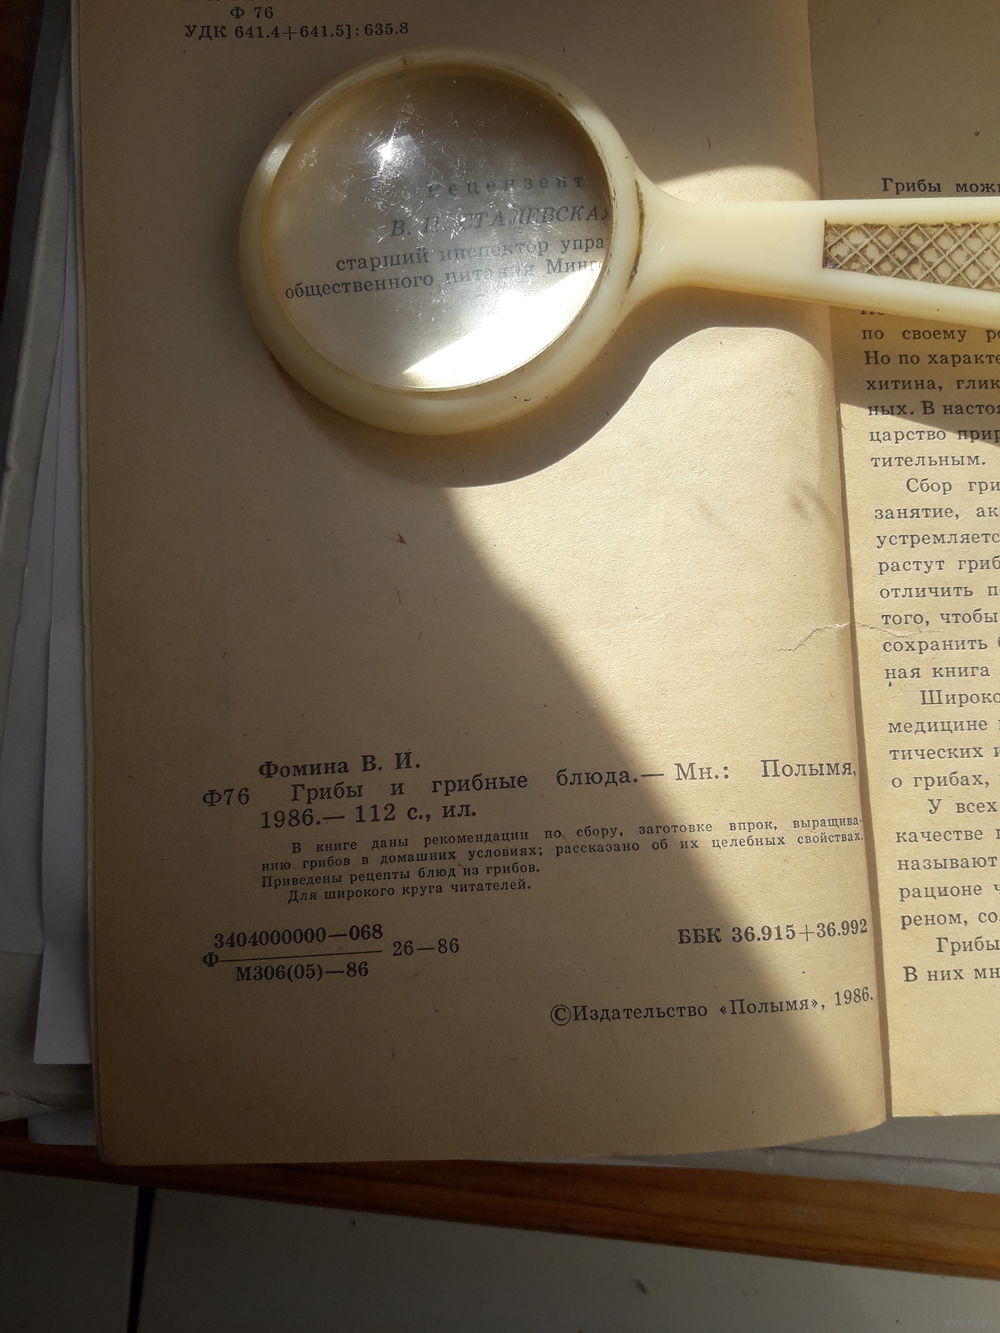 Ф 76
УДК 641.4+641.5]:635.8
Рецензент
В.
старший инспектор упра
общественного питания
Фомина В. И.
Ф76 Грибы и грибные блюда.— Мн.: Полымя,
1986.— 112 с., ил.
В книге даны рекомендации по сбору, заготовке впрок, выращива-
нию грибов в домашних условиях; рассказано об их целебных свойствах.
Приведены рецепты блюд из грибов.
Для широкого круга читателей.
3404000000—068
Ф 26—86
М306(05)—86
ББК 36.915+36.992
©Издательство «Полымя», 1986.
Грибы можн
по своему ро
Но по характе
хитина, глик
ных. В настоя
царство прир
тительным.
Сбор гри
занятие, ак
устремляетс
растут гриб
отличить п
того, чтобы
сохранить
ная книга
Широко
медицине
тических и
о грибах,
У всех
качестве
называют
рационе ч
реном, со
Грибы
В них мн